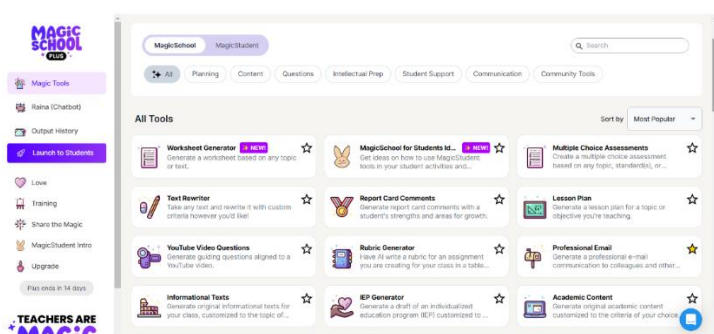 MAGiC
SCHOOL
PLUS
Magic Tools
Raina (Chatbot)
Output History
Launch to Students
Love
Training
Share the Magic
MagicStudent Intro
Upgrade
Plus ends in 14 days
TEACHERS ARE
MAGiC
MagicSchool MagicStudent
Search
All Planning Content Questions Intellectual Prep Student Support Communication Community Tools
All Tools
Sort by Most Popular
Worksheet Generator NEW!
Generate a worksheet based on any topic
or text.
MagicSchool for Students Id... NEW!
Get ideas on how to use MagicStudent
tools in your student activities and...
Multiple Choice Assessments
Create a multiple choice assessment
based on any topic, standard(s), or...
Text Rewriter
Take any text and rewrite it with custom
criteria however you'd like!
Report Card Comments
Generate report card comments with a
student's strengths and areas for growth.
Lesson Plan
Generate a lesson plan for a topic or
objective you're teaching.
YouTube Video Questions
Generate guiding questions aligned to a
YouTube video.
Rubric Generator
Have AI write a rubric for an assignment
you are creating for your class in a table...
Professional Email
Generate a professional e-mail
communication to colleagues and other...
Informational Texts
Generate original informational texts for
your class, customized to the topic of...
IEP Generator
Generate a draft of an individualized
education program (IEP) customized to ...
Academic Content
Generate original academic content
customized to the criteria of your choice.